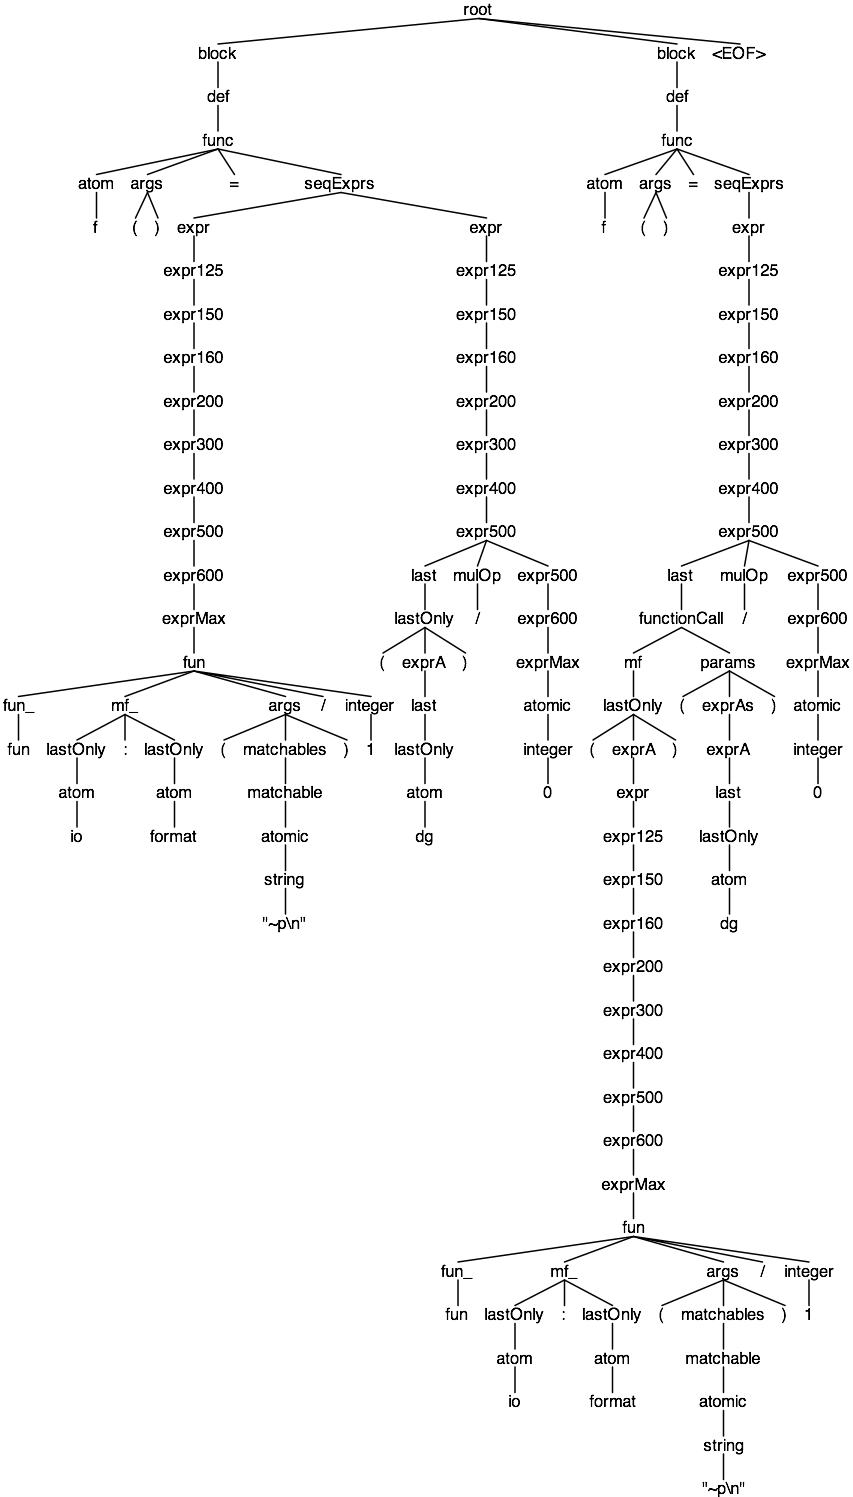 root
block block <EOF>
def def
func func
atom args = seqExprs atom args = seqExprs
f ( ) expr expr f ( ) expr
expr125 expr125 expr125
expr150 expr150 expr150
expr160 expr160 expr160
expr200 expr200 expr200
expr300 expr300 expr300
expr400 expr400 expr400
expr500 expr500 expr500
expr600 last mulOp expr500 last mulOp expr500
exprMax lastOnly / expr600 functionCall / expr600
fun ( exprA ) exprMax mf params exprMax
fun_ mf_ args / integer last atomic lastOnly ( exprAs ) atomic
fun lastOnly : lastOnly ( matchables ) 1 lastOnly integer ( exprA ) exprA integer
atom atom matchable atom 0 expr last 0
io format atomic dg expr125 lastOnly
string expr150 atom
"~p\n" expr160 dg
expr200
expr300
expr400
expr500
expr600
exprMax
fun
fun_ mf_ args / integer
fun lastOnly : lastOnly ( matchables ) 1
atom atom matchable
io format atomic
string
"~p\n"